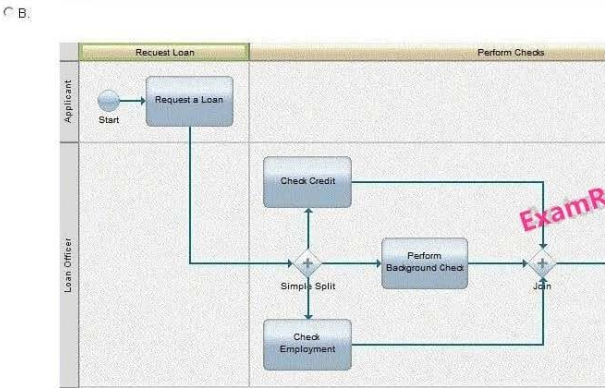 B.
Recuest Loan
Perform Checks
Applicant
Start
Request a Loan
Loan Officer
Check Credit
ExamR
Simple Split
Perform
Background Check
Join
Check
Employment